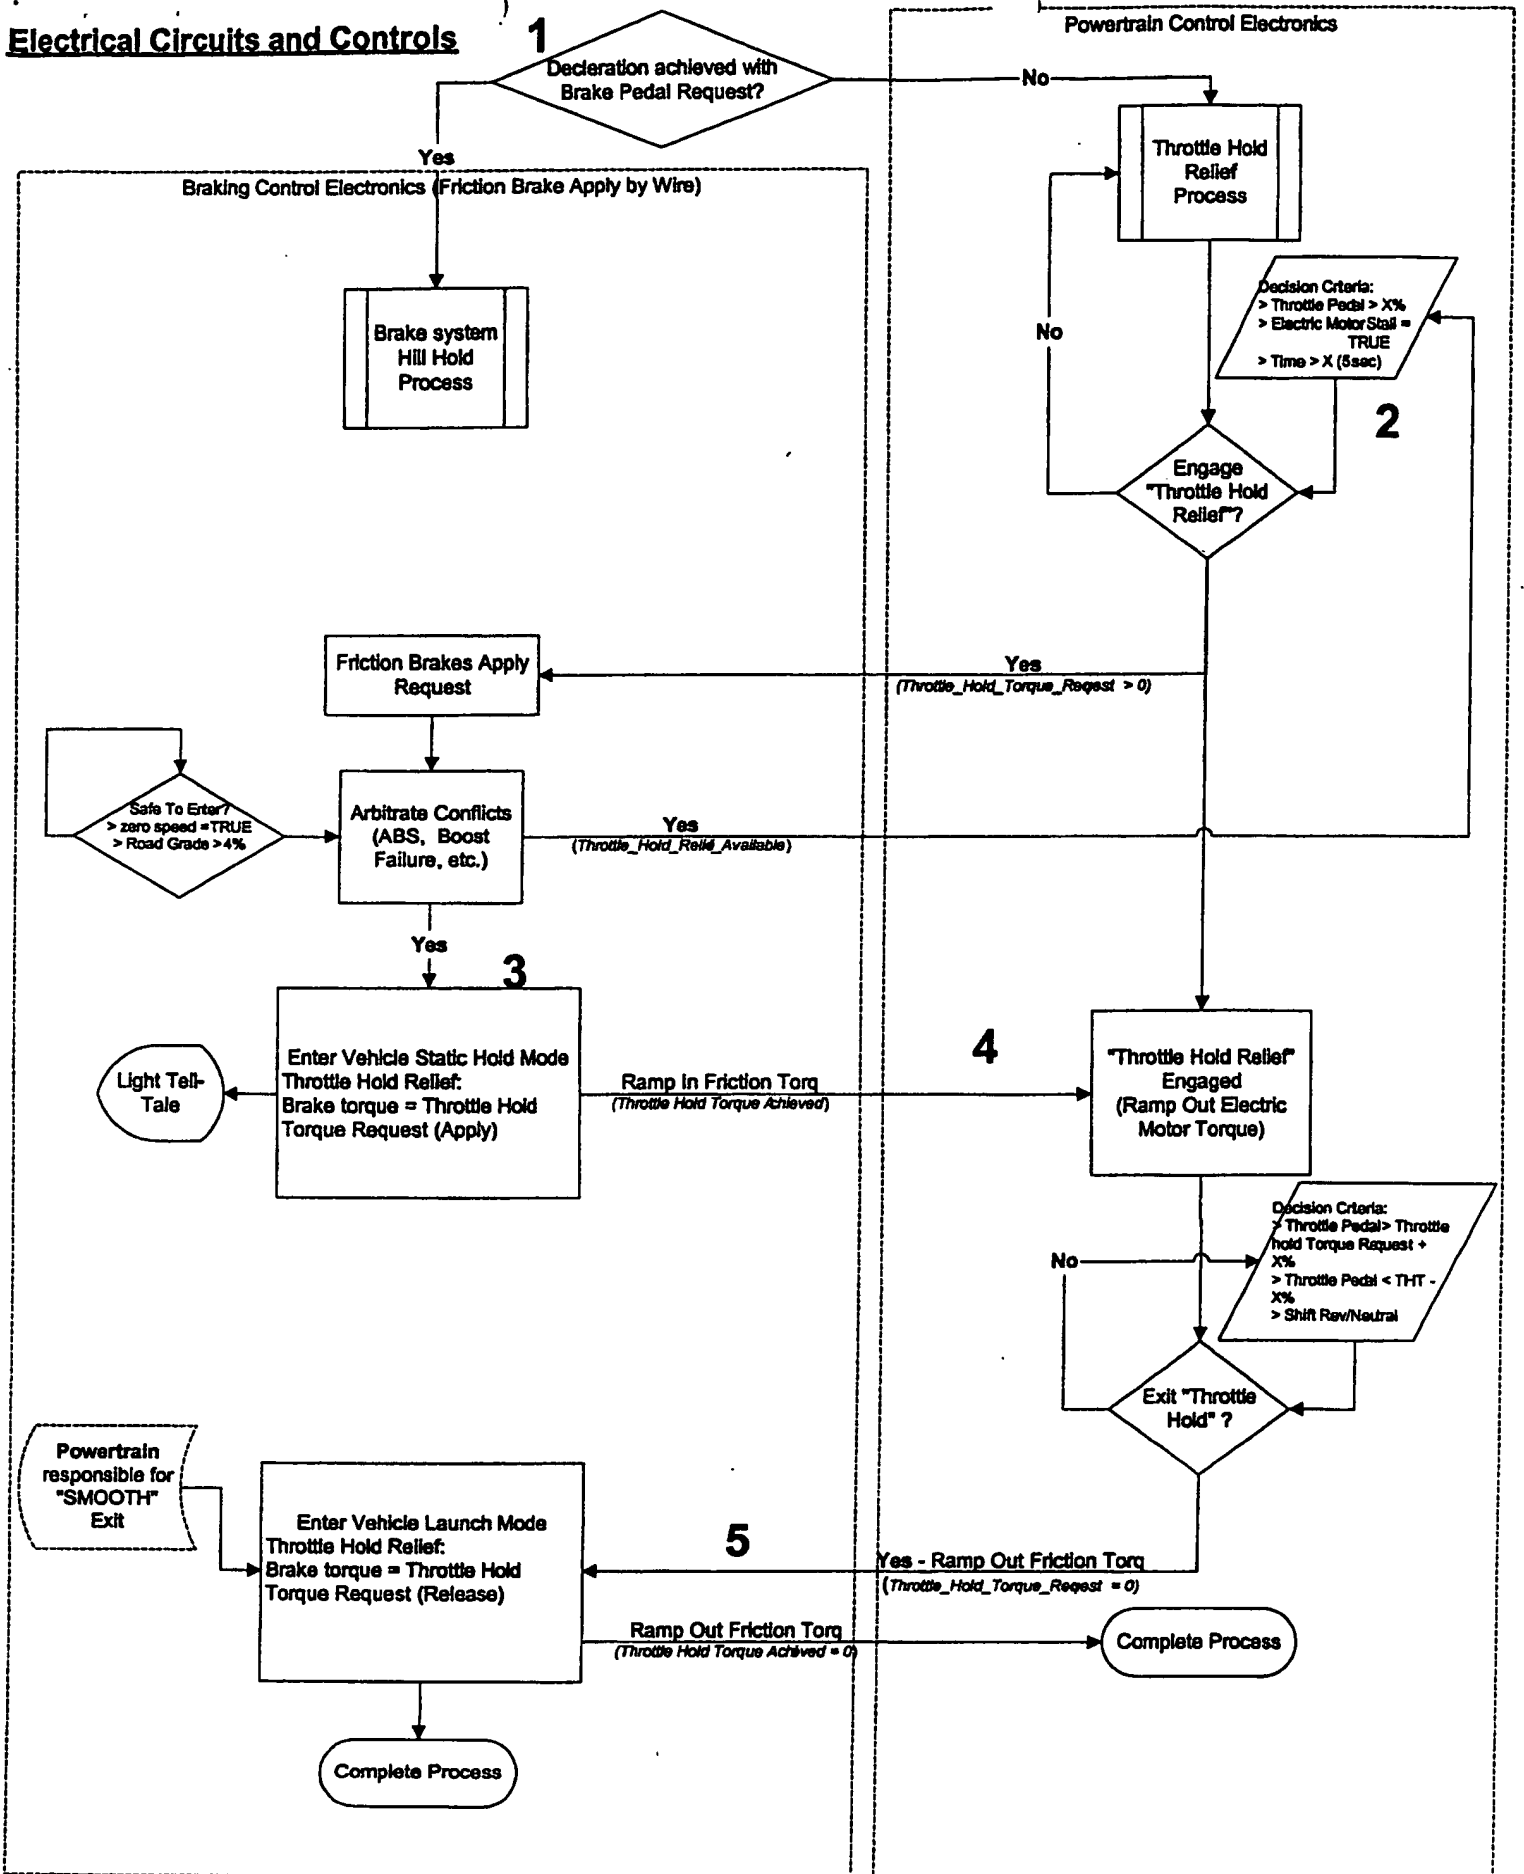 Electrical Circuits and Controls
1
Decleration achieved with
Brake Pedal Request?
Powertrain Control Electronics
No
Yes
Throttle Hold
Relief
Process
Braking Control Electronics (Friction Brake Apply by Wire)
Brake system
Hill Hold
Process
Decision Crteria:
> Throttle Pedal > X%
> Electric Motor Stall =
TRUE
> Time > X (5sec)
No
2
Engage
"Throttle Hold
Relief"?
Friction Brakes Apply
Request
Yes
(Throttle_Hold_Torque_Reqest > 0)
Safe To Enter?
> zero speed =TRUE
> Road Grade >4%
Arbitrate Conflicts
(ABS, Boost
Failure, etc.)
Yes
(Throttle_Hold_Relie_Available)
Yes
3
Enter Vehicle Static Hold Mode
Throttle Hold Relief:
Brake torque = Throttle Hold
Torque Request (Apply)
Light Tell-
Tale
Ramp In Friction Torq
(Throttle Hold Torque Achieved)
4
"Throttle Hold Relief"
Engaged
(Ramp Out Electric
Motor Torque)
Decision Crteria:
> Throttle Pedal> Throttle
hold Torque Request +
X%
> Throttle Pedal < THT -
X%
> Shift Rev/Neutral
No
Exit "Throttle
Hold" ?
Powertrain
responsible for
"SMOOTH"
Exit
Enter Vehicle Launch Mode
Throttle Hold Relief:
Brake torque = Throttle Hold
Torque Request (Release)
5
Yes - Ramp Out Friction Torq
(Throttle_Hold_Torque_Reqest = 0)
Ramp Out Friction Torq
(Throttle Hold Torque Achieved = 0)
Complete Process
Complete Process